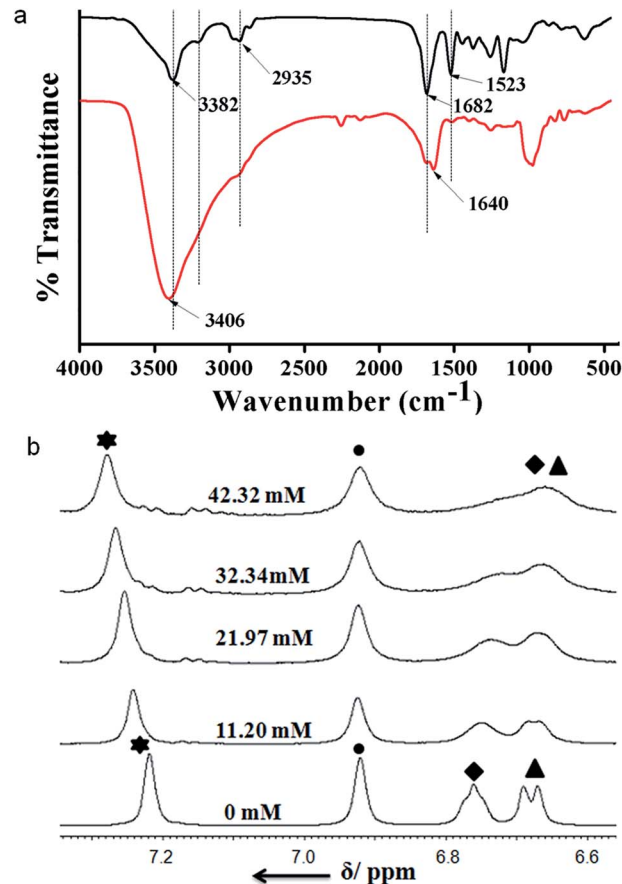 a
% Transmittance
3382
2935
1682
1523
1640
3406
4000 3500 3000 2500 2000 1500 1000 500
Wavenumber (cm-1)
b
42.32 mM
32.34mM
21.97 mM
11.20 mM
0 mM
7.2 7.0 6.8 6.6
δ/ ppm